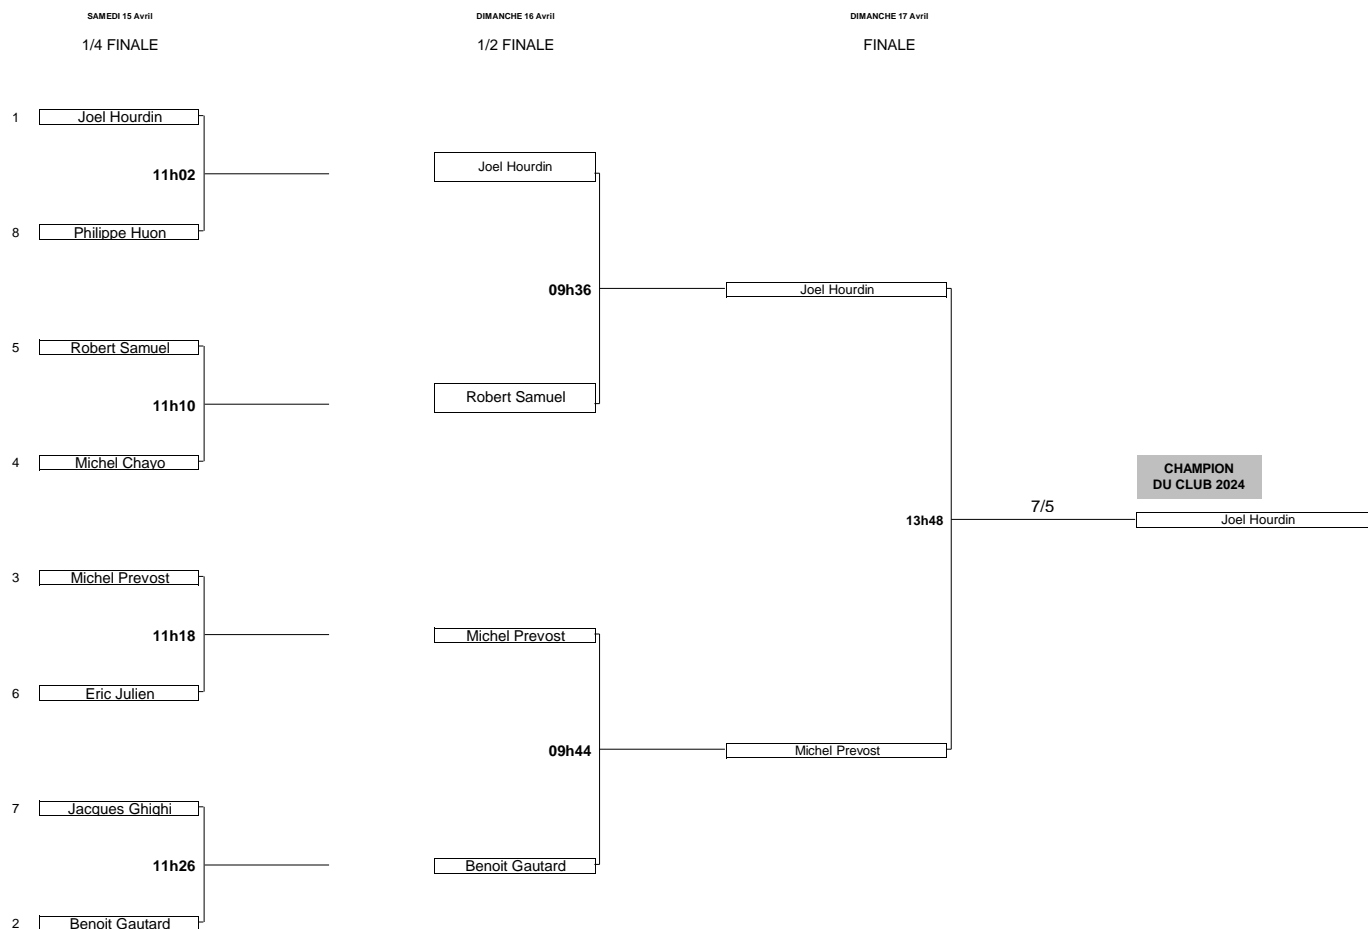 SAMEDI 15 Avril
DIMANCHE 16 Avril
DIMANCHE 17 Avril
1/4 FINALE
1/2 FINALE
FINALE
1
Joel Hourdin
11h02
Joel Hourdin
8
Philippe Huon
09h36
Joel Hourdin
5
Robert Samuel
11h10
Robert Samuel
4
Michel Chayo
CHAMPION
DU CLUB 2024
7/5
13h48
Joel Hourdin
3
Michel Prevost
11h18
Michel Prevost
6
Eric Julien
09h44
Michel Prevost
7
Jacques Ghighi
11h26
Benoit Gautard
2
Benoit Gautard